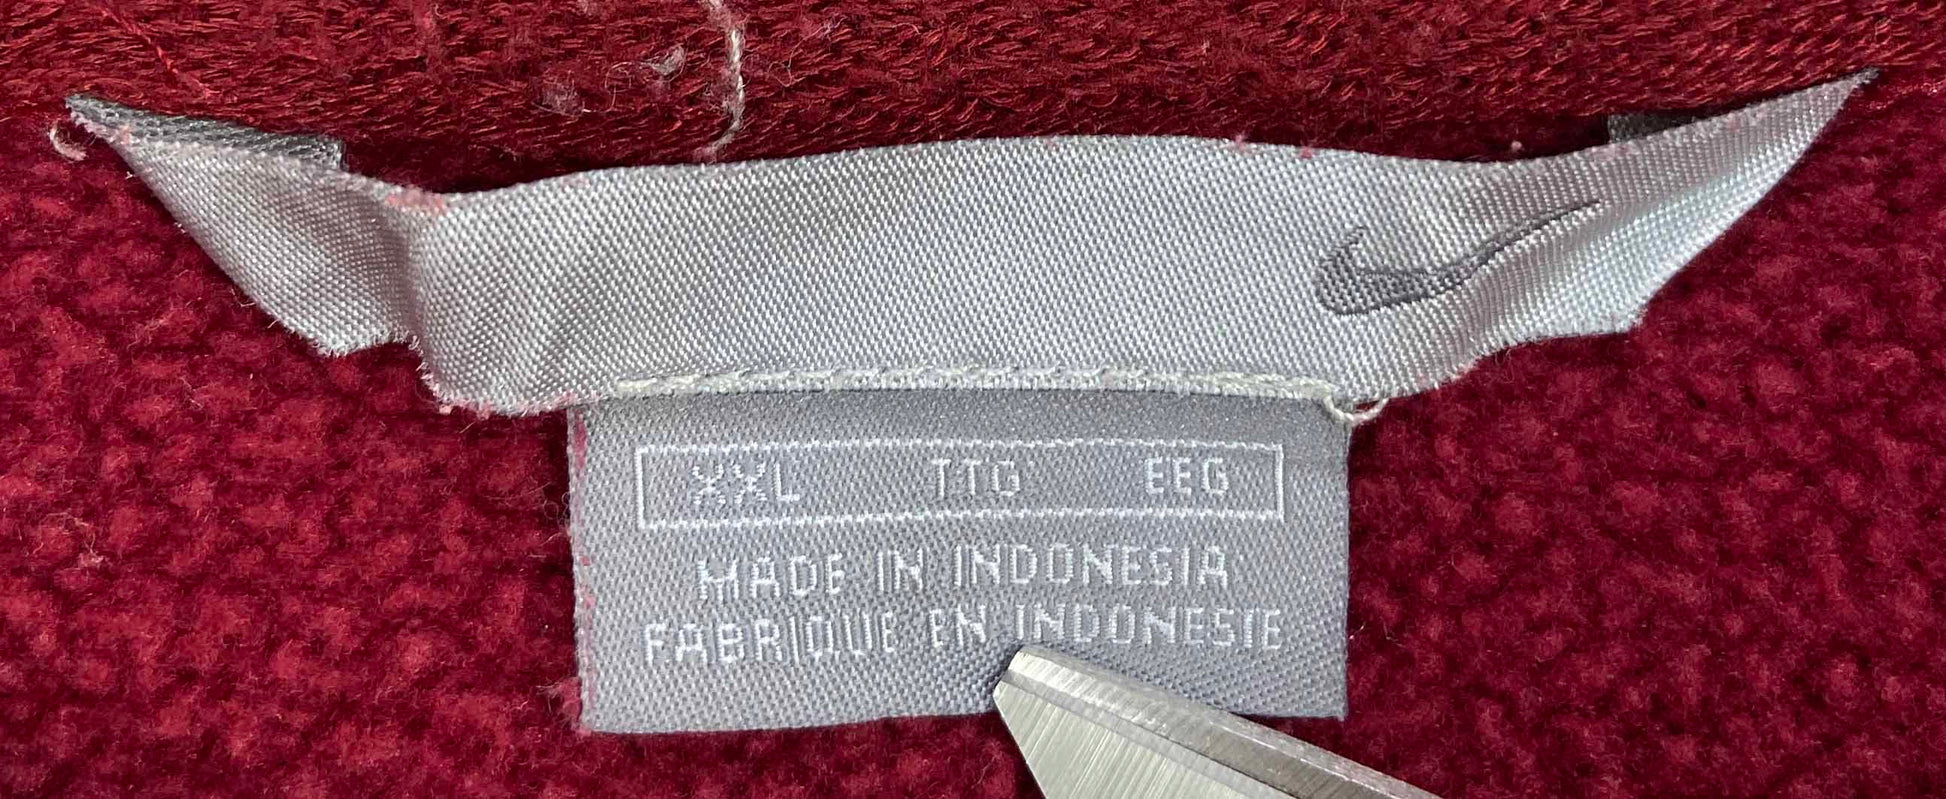 XXL TTG EEG
MADE IN INDONESIA
FABRIQUE EN INDONESIE